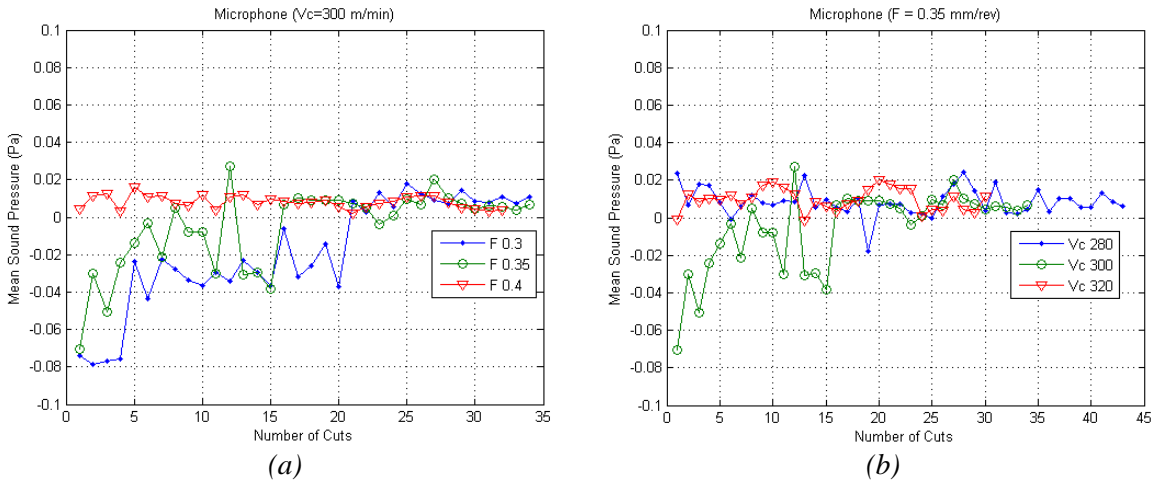 Microphone (Vc=300 m/min)
0.1
0.08
0.06
0.04
0.02
0
-0.02
-0.04
-0.06
-0.08
-0.1
Mean Sound Pressure (Pa)
F 0.3
F 0.35
F 0.4
0 5 10 15 20 25 30 35
Number of Cuts
(a)
Microphone (F = 0.35 mm/rev)
0.1
0.08
0.06
0.04
0.02
0
-0.02
-0.04
-0.06
-0.08
-0.1
Mean Sound Pressure (Pa)
Vc 280
Vc 300
Vc 320
0 5 10 15 20 25 30 35 40 45
Number of Cuts
(b)